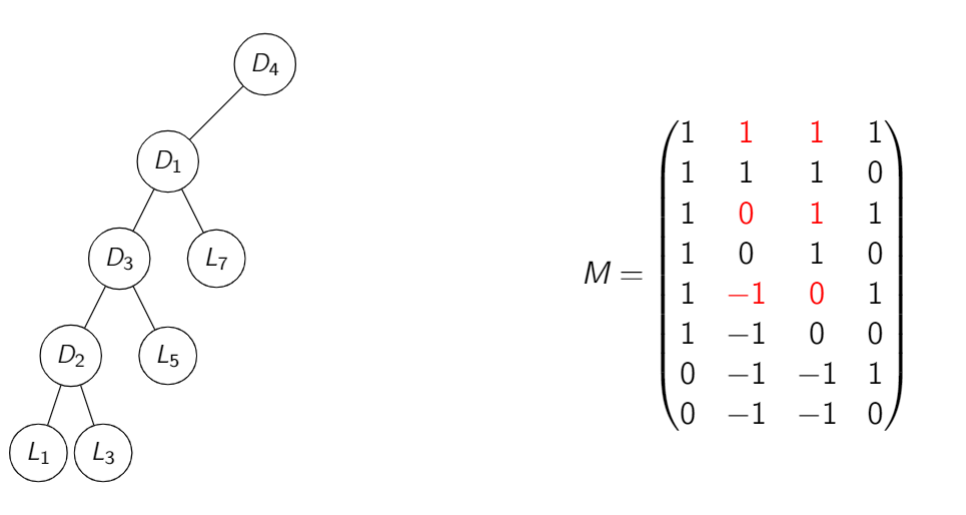 D₄
D₁
D₃ L₇
D₂ L₅
L₁ L₃
1 1 1 1
1 1 1 0
1 0 1 1
1 0 1 0
M = 1 −1 0 1
1 −1 0 0
0 −1 −1 1
0 −1 −1 0